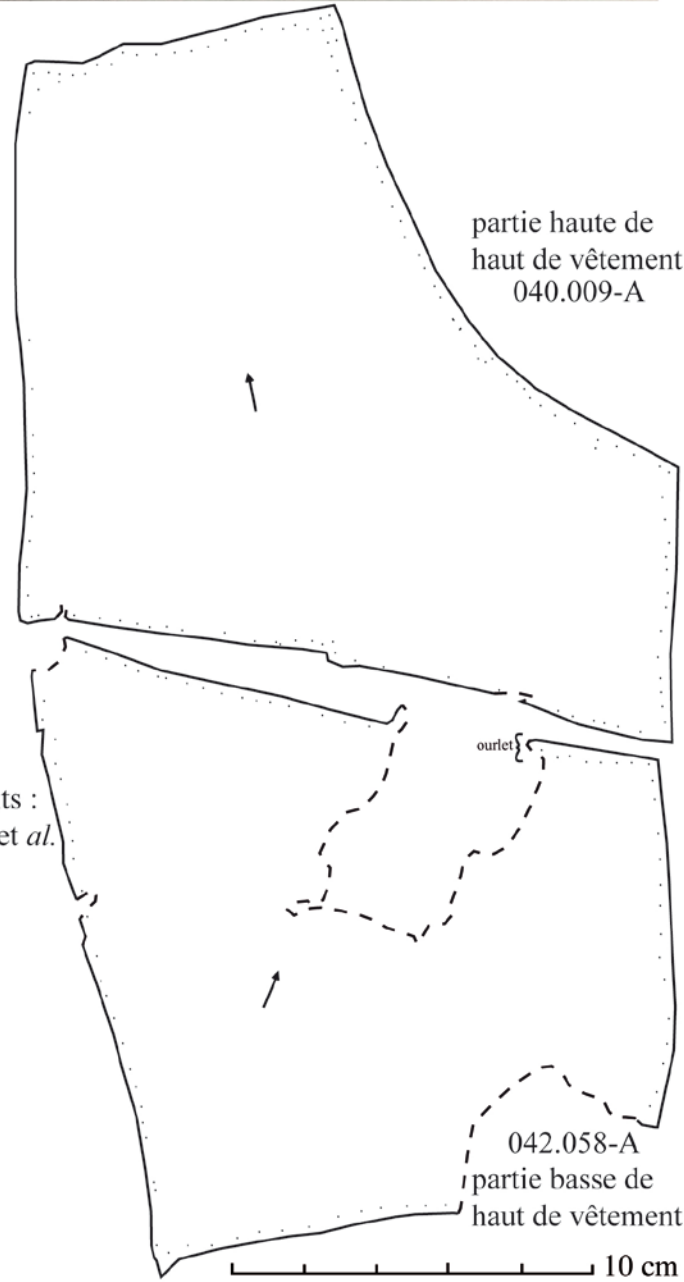 partie haute de
haut de vêtement
040.009-A
ourlet{
ts :
et al.
042.058-A
partie basse de
haut de vêtement
10 cm